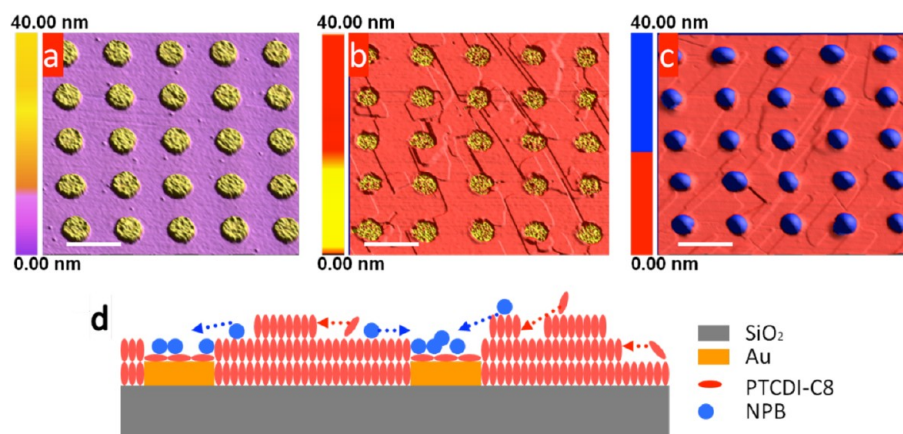 40.00 nm
a
0.00 nm
40.00 nm
b
0.00 nm
40.00 nm
c
0.00 nm
d
SiO₂
Au
PTCDI-C8
NPB